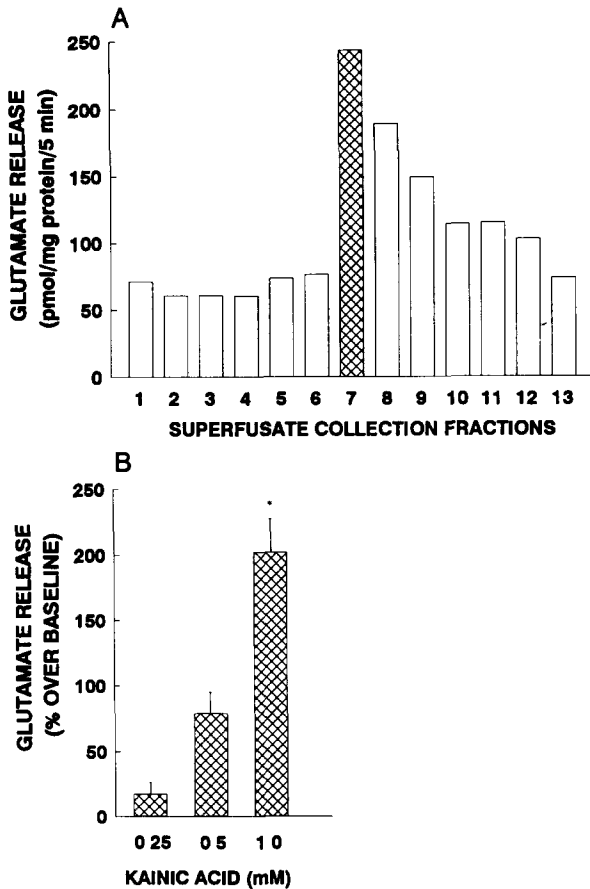 A
GLUTAMATE RELEASE
(pmol/mg protein/5 min)
250
200
150
100
50
0
1 2 3 4 5 6 7 8 9 10 11 12 13
SUPERFUSATE COLLECTION FRACTIONS
B
GLUTAMATE RELEASE
(% OVER BASELINE)
250
200
150
100
50
0
*
0 25 0 5 1 0
KAINIC ACID (mM)